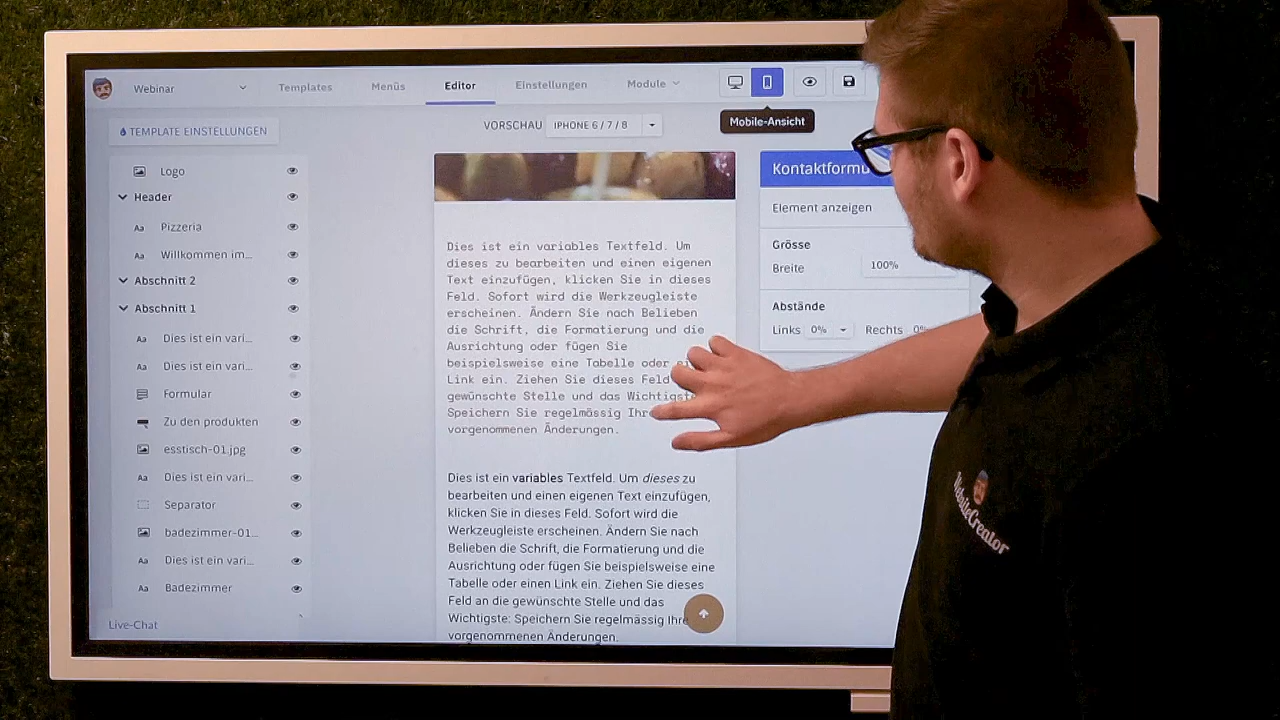 Webinar
Templates
Menüs
Editor
Einstellungen
Module
VORSCHAU
IPHONE 6 / 7 / 8
Mobile-Ansicht
TEMPLATE EINSTELLUNGEN
Logo
Header
Aa Pizzeria
Aa Willkommen im...
Abschnitt 2
Abschnitt 1
Aa Dies ist ein vari...
Aa Dies ist ein vari...
Formular
Zu den produkten
esstisch-01.jpg
Aa Dies ist ein vari...
Separator
badezimmer-01...
Aa Dies ist ein vari...
Aa Badezimmer
Live-Chat
Dies ist ein variables Textfeld. Um
dieses zu bearbeiten und einen eigenen
Text einzufügen, klicken Sie in dieses
Feld. Sofort wird die Werkzeugleiste
erscheinen. Ändern Sie nach Belieben
die Schrift, die Formatierung und die
Ausrichtung oder fügen Sie
beispielsweise eine Tabelle oder
Link ein. Ziehen Sie dieses Feld
gewünschte Stelle und das
Speichern Sie regelmässig
vorgenommenen Änderungen.
Dies ist ein variables Textfeld. Um dieses zu
bearbeiten und einen eigenen Text einzufügen,
klicken Sie in dieses Feld. Sofort wird die
Werkzeugleiste erscheinen. Ändern Sie nach
Belieben die Schrift, die Formatierung und die
Ausrichtung oder fügen Sie beispielsweise eine
Tabelle oder einen Link ein. Ziehen Sie dieses
Feld an die gewünschte Stelle und das
Wichtigste: Speichern Sie regelmässig Ihre
vorgenommenen Änderungen.
Element anzeigen
Grösse
Breite 100%
Abstände
Links 0% Rechts
WebsiteCreator